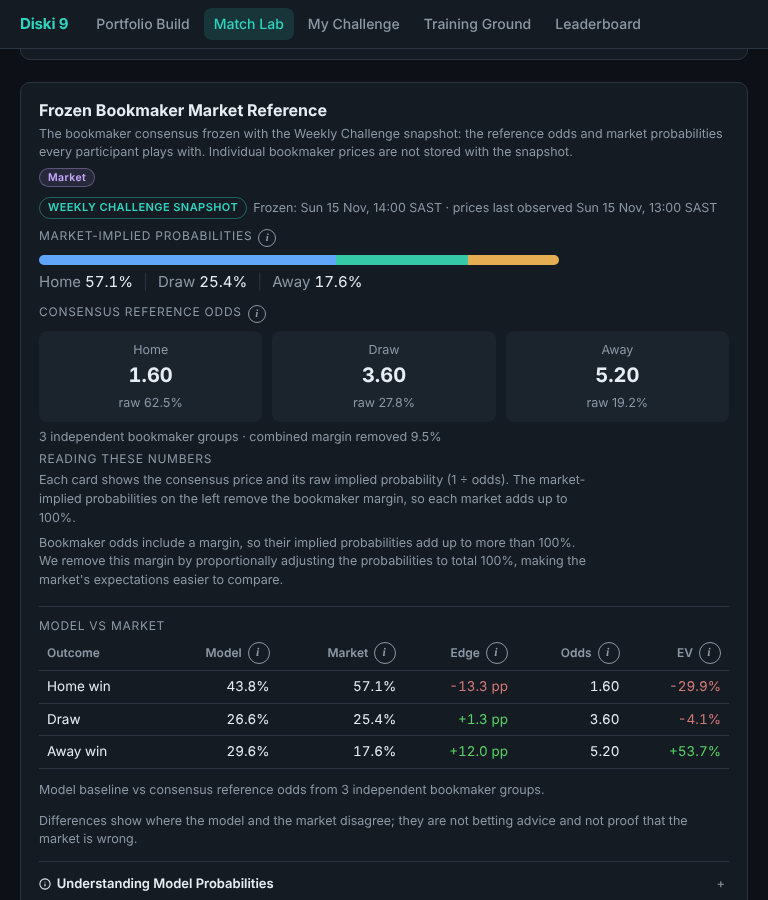 Diski 9 Portfolio Build Match Lab My Challenge Training Ground Leaderboard
Frozen Bookmaker Market Reference
The bookmaker consensus frozen with the Weekly Challenge snapshot: the reference odds and market probabilities
every participant plays with. Individual bookmaker prices are not stored with the snapshot.
Market
WEEKLY CHALLENGE SNAPSHOT Frozen: Sun 15 Nov, 14:00 SAST · prices last observed Sun 15 Nov, 13:00 SAST
MARKET-IMPLIED PROBABILITIES i
Home 57.1% Draw 25.4% Away 17.6%
CONSENSUS REFERENCE ODDS i
Home Draw Away
1.60 3.60 5.20
raw 62.5% raw 27.8% raw 19.2%
3 independent bookmaker groups · combined margin removed 9.5%
READING THESE NUMBERS
Each card shows the consensus price and its raw implied probability (1 ÷ odds). The market-
implied probabilities on the left remove the bookmaker margin, so each market adds up to
100%.
Bookmaker odds include a margin, so their implied probabilities add up to more than 100%.
We remove this margin by proportionally adjusting the probabilities to total 100%, making the
market's expectations easier to compare.
MODEL VS MARKET
Outcome Model i Market i Edge i Odds i EV i
Home win 43.8% 57.1% -13.3 pp 1.60 -29.9%
Draw 26.6% 25.4% +1.3 pp 3.60 -4.1%
Away win 29.6% 17.6% +12.0 pp 5.20 +53.7%
Model baseline vs consensus reference odds from 3 independent bookmaker groups.
Differences show where the model and the market disagree; they are not betting advice and not proof that the
market is wrong.
Understanding Model Probabilities +